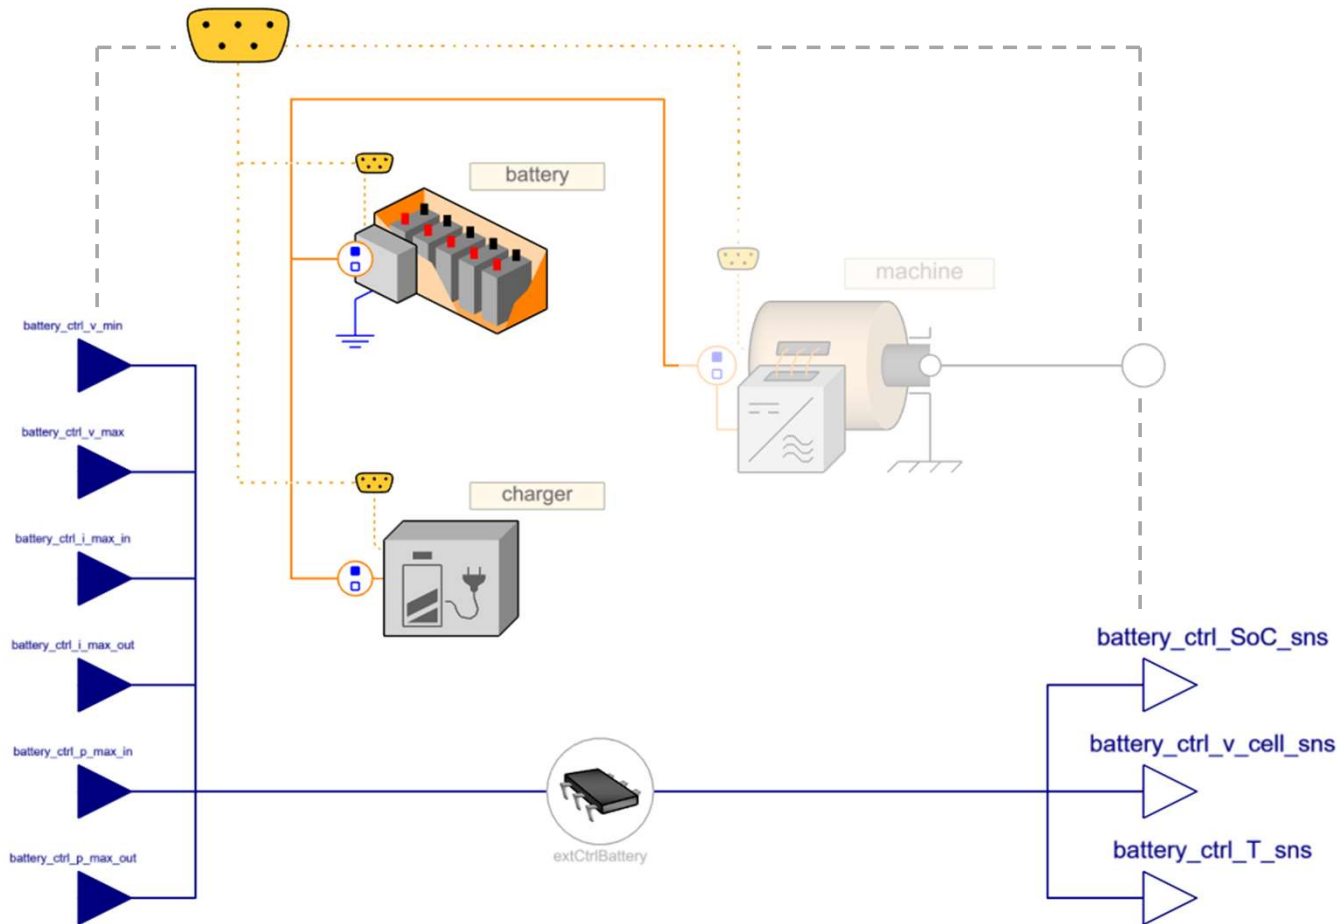 battery
machine
battery_ctrl_v_min
battery_ctrl_v_max
charger
battery_ctrl_i_max_in
battery_ctrl_i_max_out
battery_ctrl_SoC_sns
battery_ctrl_p_max_in
battery_ctrl_v_cell_sns
extCtrlBattery
battery_ctrl_p_max_out
battery_ctrl_T_sns